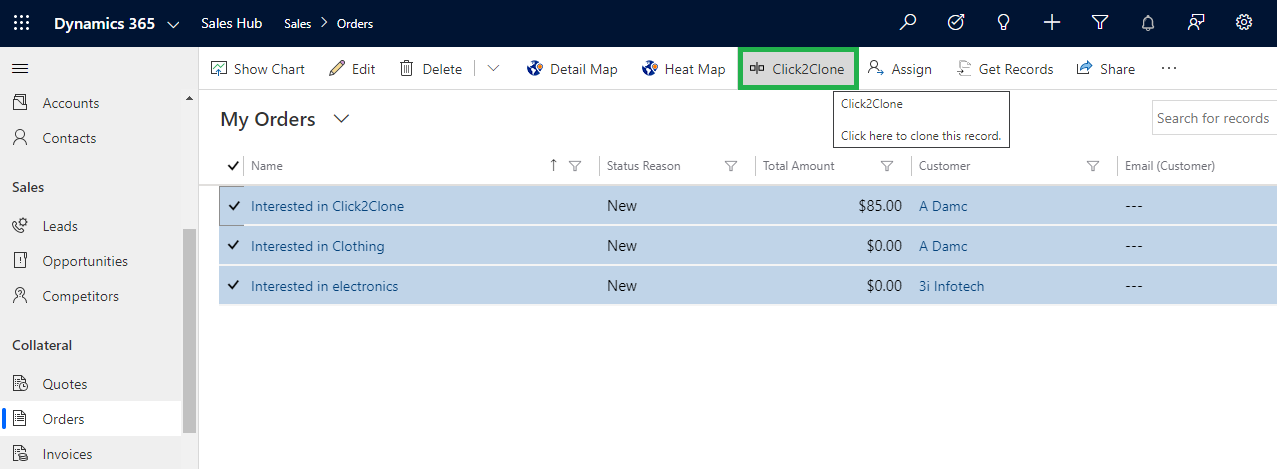 Dynamics 365 Sales Hub Sales > Orders
Show Chart Edit Delete Detail Map Heat Map Click2Clone Assign Get Records Share ...
Click2Clone
Click here to clone this record.
Accounts
Contacts
Sales
Leads
Opportunities
Competitors
Collateral
Quotes
Orders
Invoices
My Orders
Search for records
Name Status Reason Total Amount Customer Email (Customer)
Interested in Click2Clone New $85.00 A Damc ---
Interested in Clothing New $0.00 A Damc ---
Interested in electronics New $0.00 3i Infotech ---